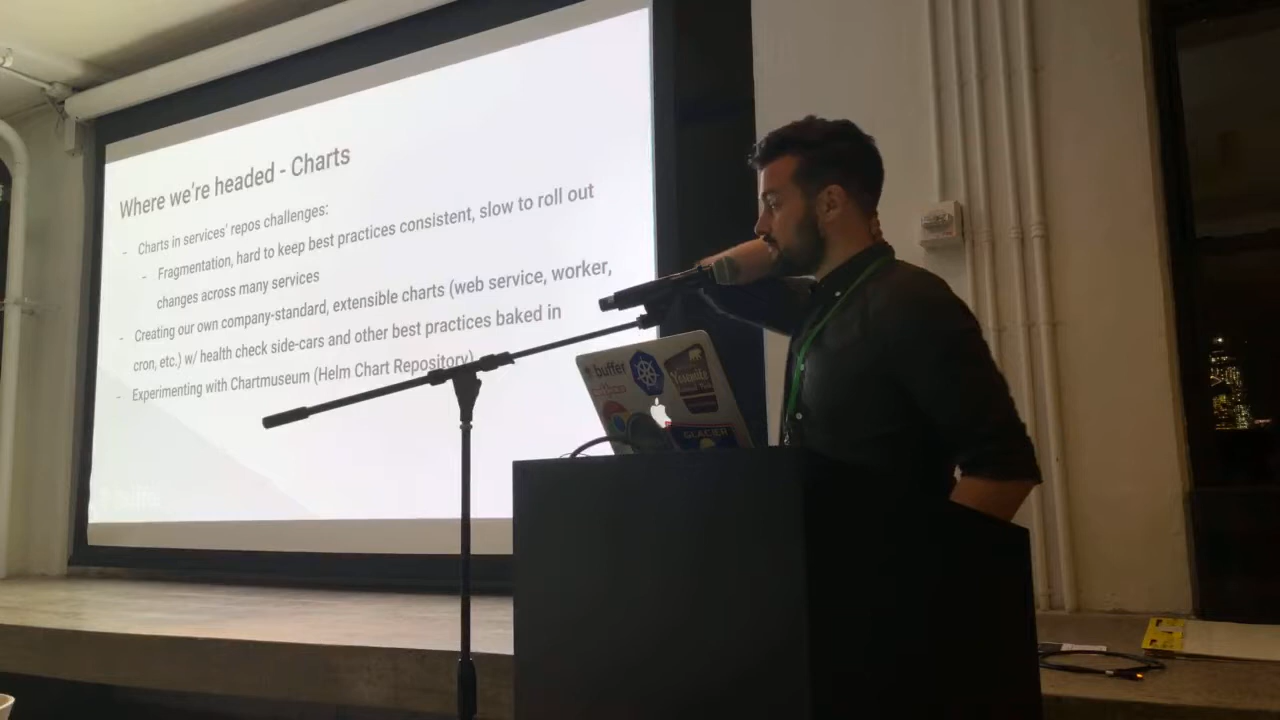 Where we're headed - Charts
- Charts in services' repos challenges:
- Fragmentation, hard to keep best practices consistent, slow to roll out
changes across many services
- Creating our own company-standard, extensible charts (web service, worker,
cron, etc.) w/ health check side-cars and other best practices baked in
- Experimenting with Chartmuseum (Helm Chart Repository)
buffer
Yosemite
GLACIER